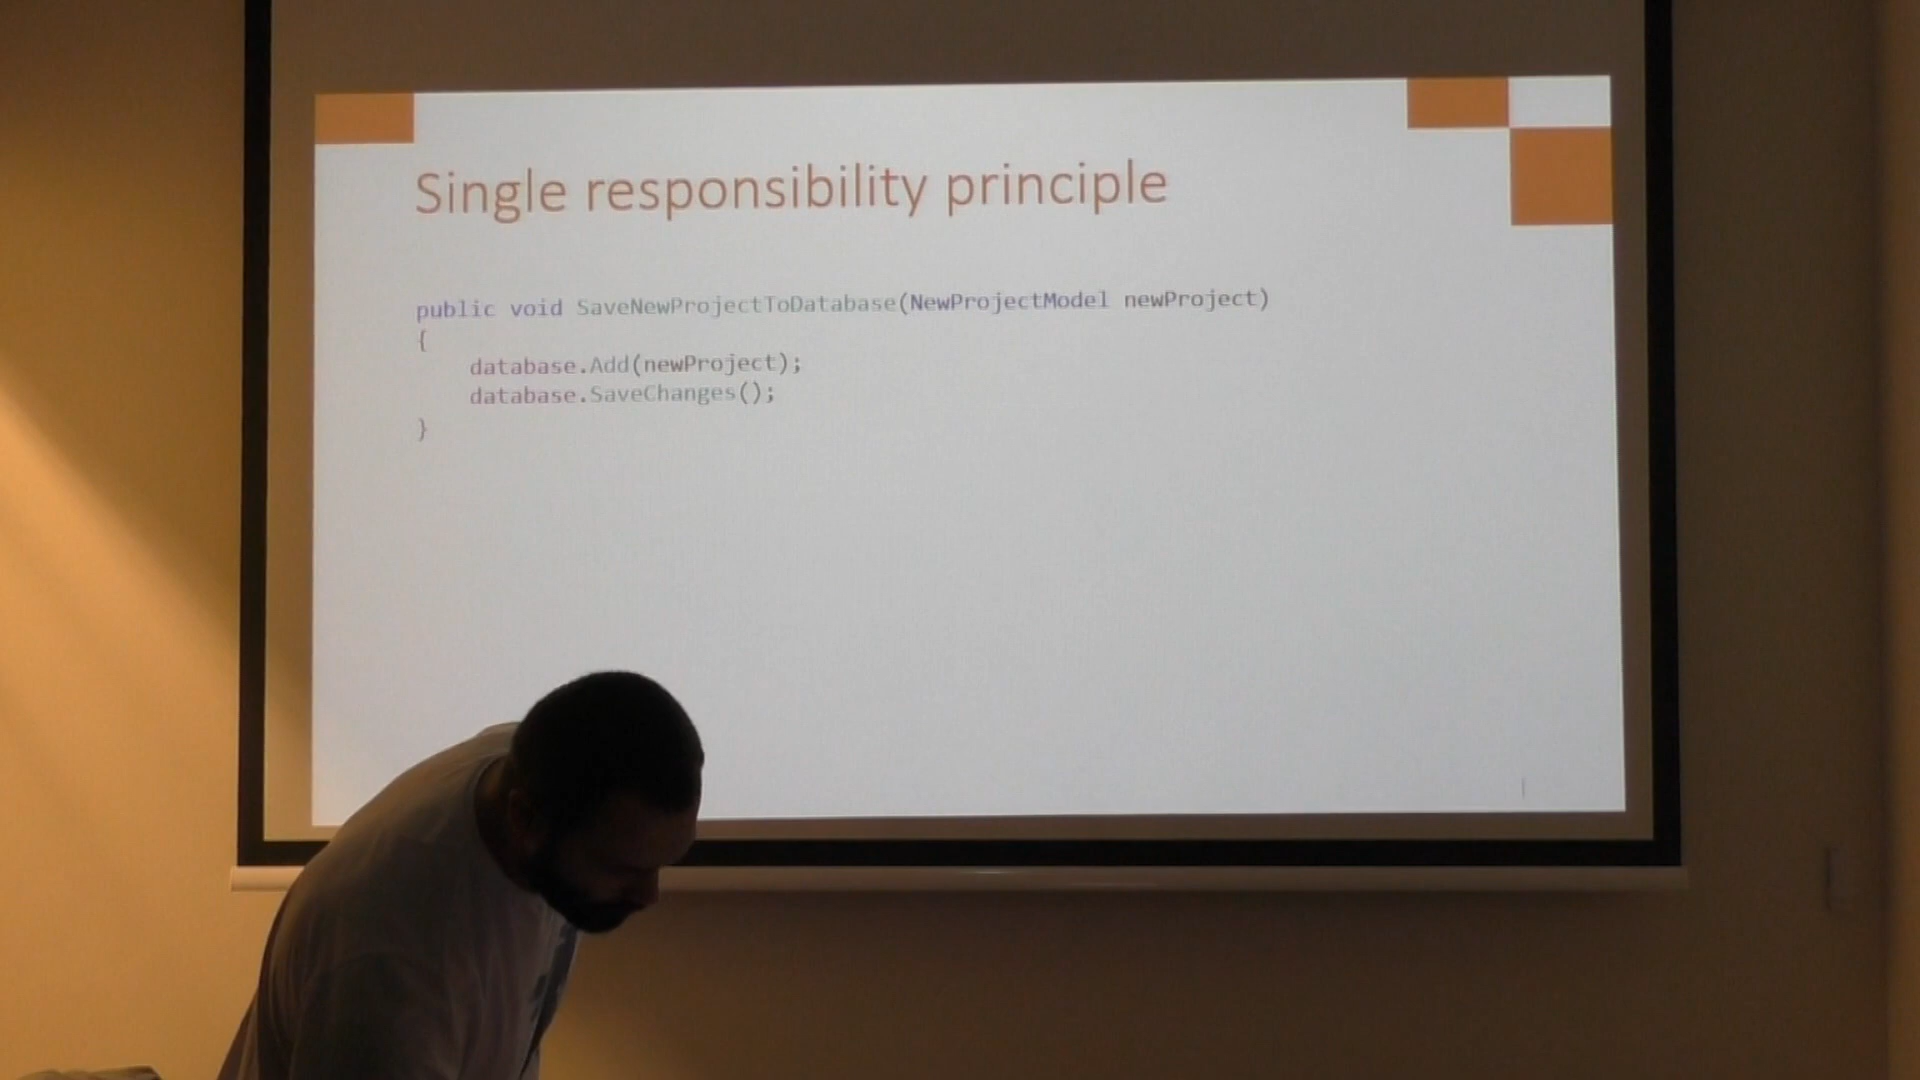 Single responsibility principle
public void SaveNewProjectToDatabase(NewProjectModel newProject)
{
    database.Add(newProject);
    database.SaveChanges();
}